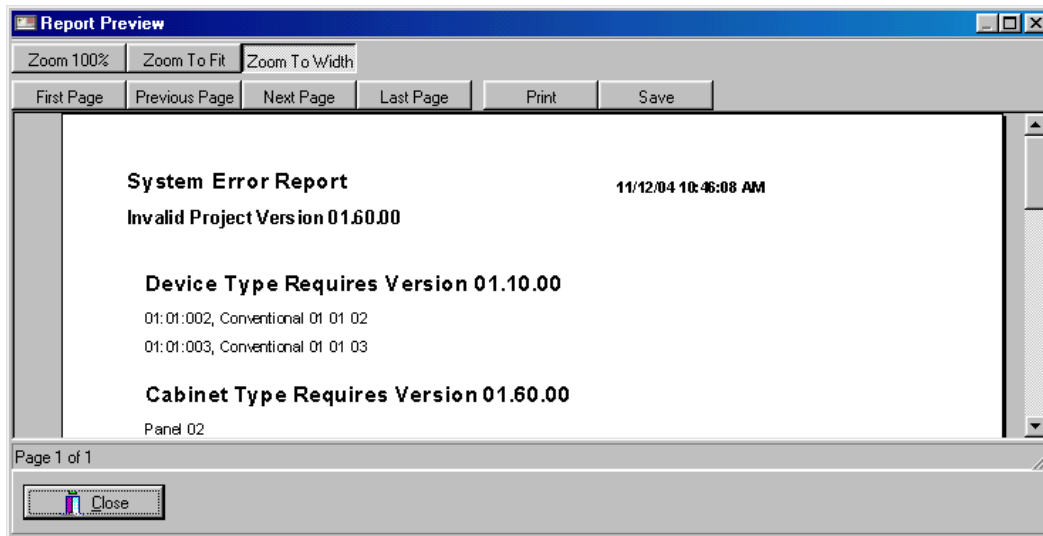 Report Preview
Zoom 100% Zoom To Fit Zoom To Width
First Page Previous Page Next Page Last Page Print Save
System Error Report 11/12/04 10:46:08 AM
Invalid Project Version 01.60.00
Device Type Requires Version 01.10.00
01:01:002, Conventional 01 01 02
01:01:003, Conventional 01 01 03
Cabinet Type Requires Version 01.60.00
Panel 02
Page 1 of 1
Close